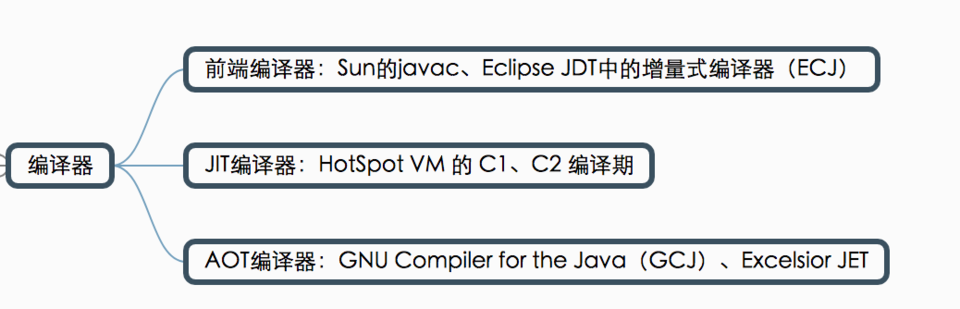 前端编译器：Sun的javac、Eclipse JDT中的增量式编译器（ECJ）
编译器
JIT编译器：HotSpot VM 的 C1、C2 编译期
AOT编译器：GNU Compiler for the Java（GCJ）、Excelsior JET